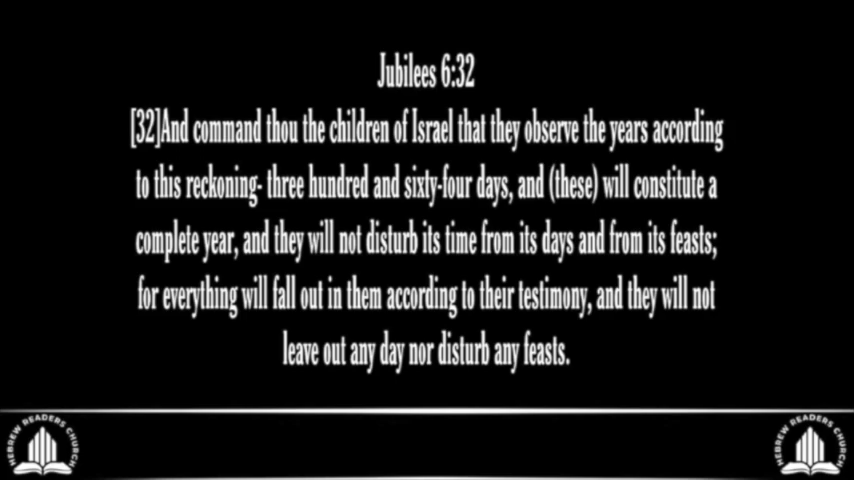 Jubilees 6:32
[32]And command thou the children of Israel that they observe the years according
to this reckoning- three hundred and sixty-four days, and (these) will constitute a
complete year, and they will not disturb its time from its days and from its feasts;
for everything will fall out in them according to their testimony, and they will not
leave out any day nor disturb any feasts.
HEBREW READERS CHURCH
HEBREW READERS CHURCH